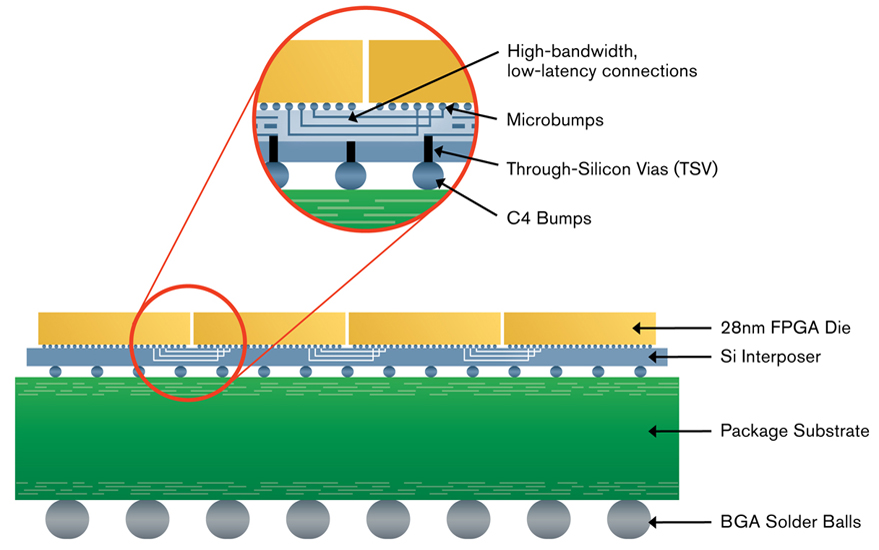 High-bandwidth,
low-latency connections
Microbumps
Through-Silicon Vias (TSV)
C4 Bumps
28nm FPGA Die
Si Interposer
Package Substrate
BGA Solder Balls